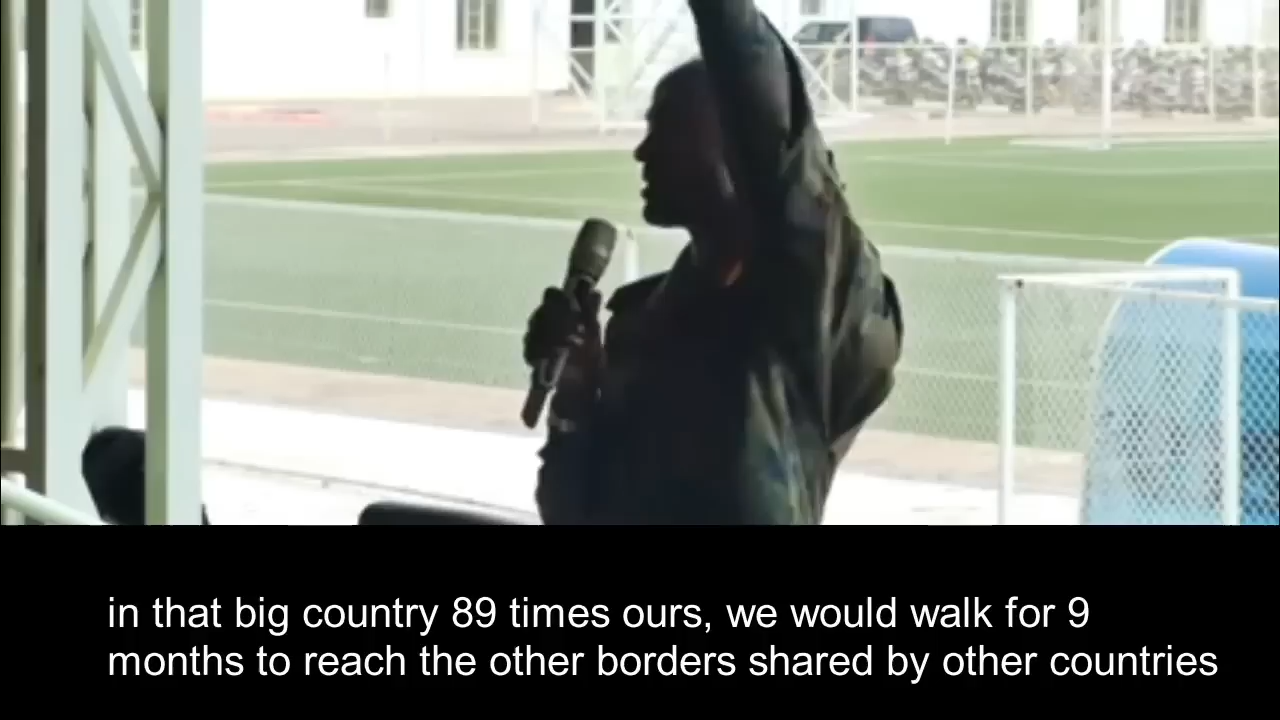 in that big country 89 times ours, we would walk for 9
months to reach the other borders shared by other countries